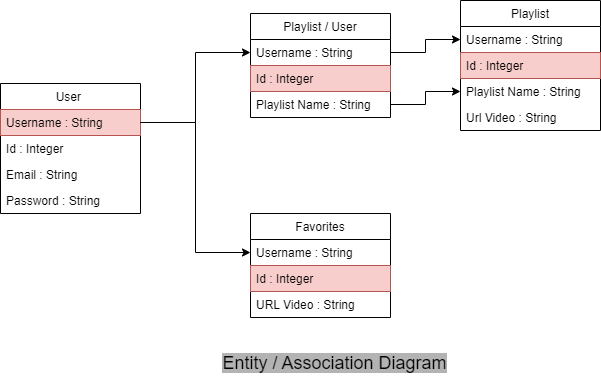 User
Username : String
Id : Integer
Email : String
Password : String
Playlist / User
Username : String
Id : Integer
Playlist Name : String
Playlist
Username : String
Id : Integer
Playlist Name : String
Url Video : String
Favorites
Username : String
Id : Integer
URL Video : String
Entity / Association Diagram